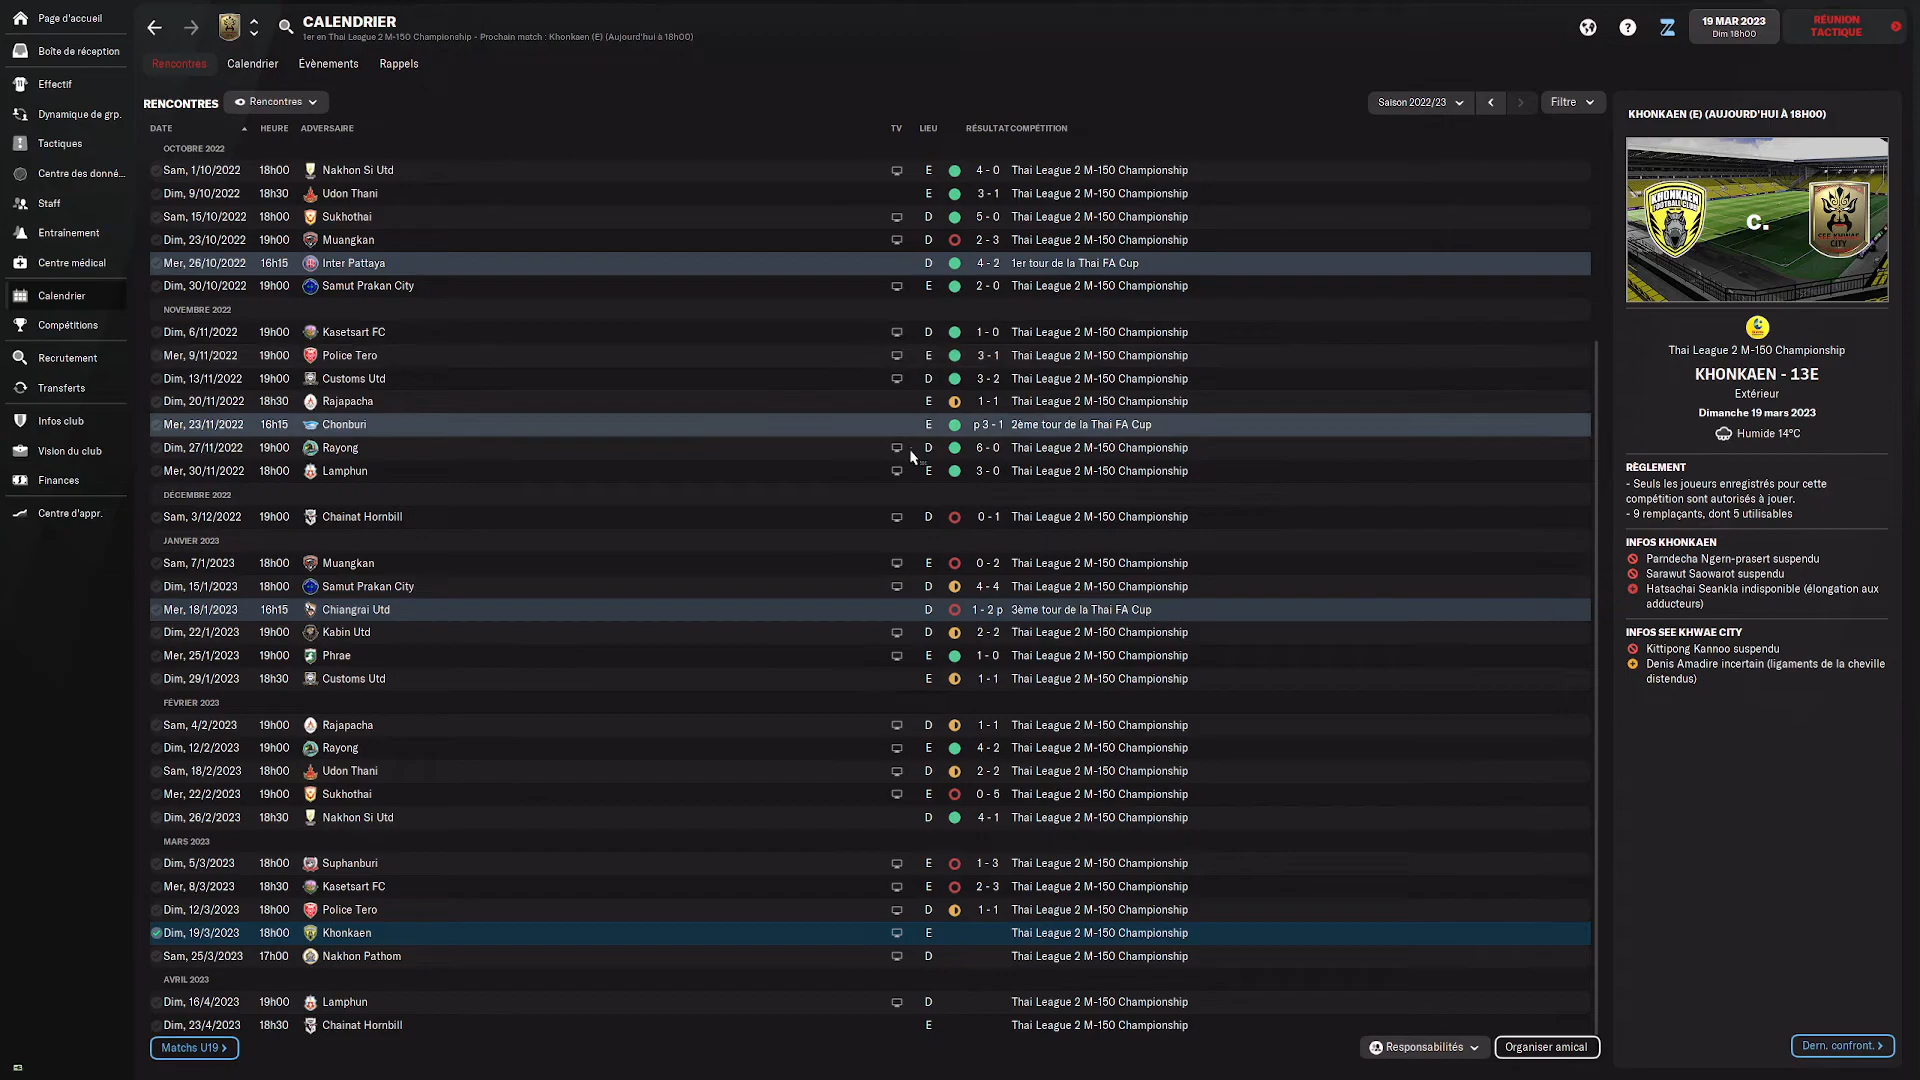 Page d'accueil
Boîte de réception
Effectif
Dynamique de grp.
Tactiques
Centre des donné...
Staff
Entraînement
Centre médical
Calendrier
Compétitions
Recrutement
Transferts
Infos club
Vision du club
Finances
Centre d'appr.
CALENDRIER
1er en Thai League 2 M-150 Championship - Prochain match : Khonkaen (E) (Aujourd'hui à 18h00)
19 MAR 2023
Dim 18h00
RÉUNION
TACTIQUE
Rencontres Calendrier Évènements Rappels
RENCONTRES Rencontres Saison 2022/23 Filtre
DATE HEURE ADVERSAIRE TV LIEU RÉSULTAT COMPÉTITION
OCTOBRE 2022
Sam, 1/10/2022 18h00 Nakhon Si Utd E 4 - 0 Thai League 2 M-150 Championship
Dim, 9/10/2022 18h30 Udon Thani E 3 - 1 Thai League 2 M-150 Championship
Sam, 15/10/2022 18h00 Sukhothai D 5 - 0 Thai League 2 M-150 Championship
Dim, 23/10/2022 19h00 Muangkan D 2 - 3 Thai League 2 M-150 Championship
Mer, 26/10/2022 16h15 Inter Pattaya D 4 - 2 1er tour de la Thai FA Cup
Dim, 30/10/2022 19h00 Samut Prakan City E 2 - 0 Thai League 2 M-150 Championship
NOVEMBRE 2022
Dim, 6/11/2022 19h00 Kasetsart FC D 1 - 0 Thai League 2 M-150 Championship
Mer, 9/11/2022 19h00 Police Tero E 3 - 1 Thai League 2 M-150 Championship
Dim, 13/11/2022 19h00 Customs Utd D 3 - 2 Thai League 2 M-150 Championship
Dim, 20/11/2022 18h30 Rajapacha E 1 - 1 Thai League 2 M-150 Championship
Mer, 23/11/2022 16h15 Chonburi E p 3 - 1 2ème tour de la Thai FA Cup
Dim, 27/11/2022 19h00 Rayong D 6 - 0 Thai League 2 M-150 Championship
Mer, 30/11/2022 18h00 Lamphun E 3 - 0 Thai League 2 M-150 Championship
DÉCEMBRE 2022
Sam, 3/12/2022 19h00 Chainat Hornbill D 0 - 1 Thai League 2 M-150 Championship
JANVIER 2023
Sam, 7/1/2023 18h00 Muangkan E 0 - 2 Thai League 2 M-150 Championship
Dim, 15/1/2023 18h00 Samut Prakan City D 4 - 4 Thai League 2 M-150 Championship
Mer, 18/1/2023 16h15 Chiangrai Utd D 1 - 2 p 3ème tour de la Thai FA Cup
Dim, 22/1/2023 19h00 Kabin Utd D 2 - 2 Thai League 2 M-150 Championship
Mer, 25/1/2023 19h00 Phrae E 1 - 0 Thai League 2 M-150 Championship
Dim, 29/1/2023 18h30 Customs Utd E 1 - 1 Thai League 2 M-150 Championship
FÉVRIER 2023
Sam, 4/2/2023 19h00 Rajapacha D 1 - 1 Thai League 2 M-150 Championship
Dim, 12/2/2023 19h00 Rayong E 4 - 2 Thai League 2 M-150 Championship
Sam, 18/2/2023 18h00 Udon Thani D 2 - 2 Thai League 2 M-150 Championship
Mer, 22/2/2023 19h00 Sukhothai E 0 - 5 Thai League 2 M-150 Championship
Dim, 26/2/2023 18h30 Nakhon Si Utd D 4 - 1 Thai League 2 M-150 Championship
MARS 2023
Dim, 5/3/2023 18h00 Suphanburi E 1 - 3 Thai League 2 M-150 Championship
Mer, 8/3/2023 18h30 Kasetsart FC E 2 - 3 Thai League 2 M-150 Championship
Dim, 12/3/2023 18h00 Police Tero D 1 - 1 Thai League 2 M-150 Championship
Dim, 19/3/2023 18h00 Khonkaen E Thai League 2 M-150 Championship
Sam, 25/3/2023 17h00 Nakhon Pathom D Thai League 2 M-150 Championship
AVRIL 2023
Dim, 16/4/2023 19h00 Lamphun D Thai League 2 M-150 Championship
Dim, 23/4/2023 18h30 Chainat Hornbill E Thai League 2 M-150 Championship
Matchs U19 Responsabilités Organiser amical
KHONKAEN (E) (AUJOURD'HUI À 18H00)
KHONKAEN
FOOTBALL CLUB
c.
SEE KHWAE
CITY
Thai League 2 M-150 Championship
KHONKAEN - 13E
Extérieur
Dimanche 19 mars 2023
Humide 14°C
RÈGLEMENT
- Seuls les joueurs enregistrés pour cette
compétition sont autorisés à jouer.
- 9 remplaçants, dont 5 utilisables
INFOS KHONKAEN
Parndecha Ngern-prasert suspendu
Sarawut Saowarot suspendu
Hatsachai Seankla indisponible (élongation aux
adducteurs)
INFOS SEE KHWAE CITY
Kittipong Kannoo suspendu
Denis Amadire incertain (ligaments de la cheville
distendus)
Dern. confront.